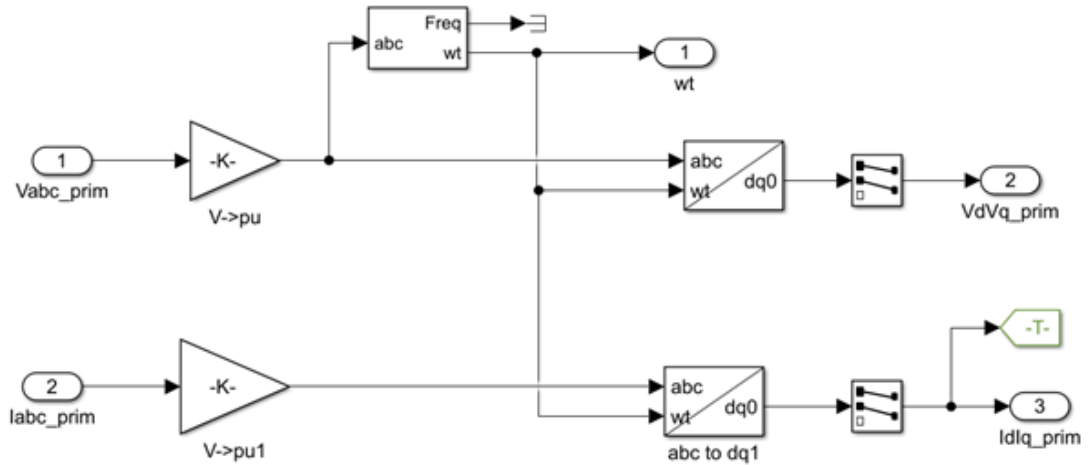 Freq
abc
wt
1
wt
1
Vabc_prim
-K-
V->pu
abc
wt
dq0
2
VdVq_prim
-T-
2
Iabc_prim
-K-
V->pu1
abc
wt
dq0
abc to dq1
3
IdIq_prim